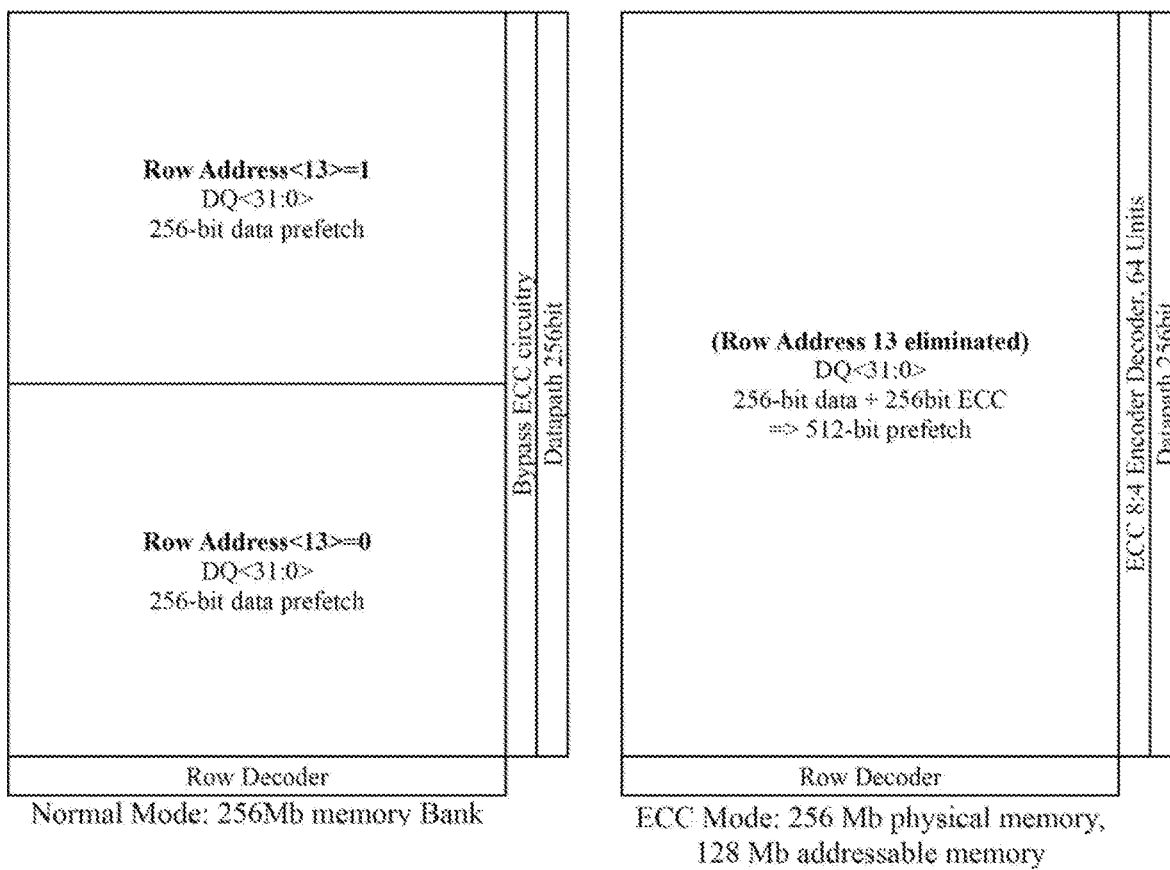 Row Address<13>=1
DQ<31:0>
256-bit data prefetch
Row Address<13>=0
DQ<31:0>
256-bit data prefetch
Bypass ECC circuitry
Datapath 256bit
Row Decoder
Normal Mode: 256Mb memory Bank
(Row Address 13 eliminated)
DQ<31:0>
256-bit data + 256bit ECC
=> 512-bit prefetch
ECC 8:4 Encoder Decoder, 64 Units
Datapath 256bit
Row Decoder
ECC Mode: 256 Mb physical memory,
128 Mb addressable memory